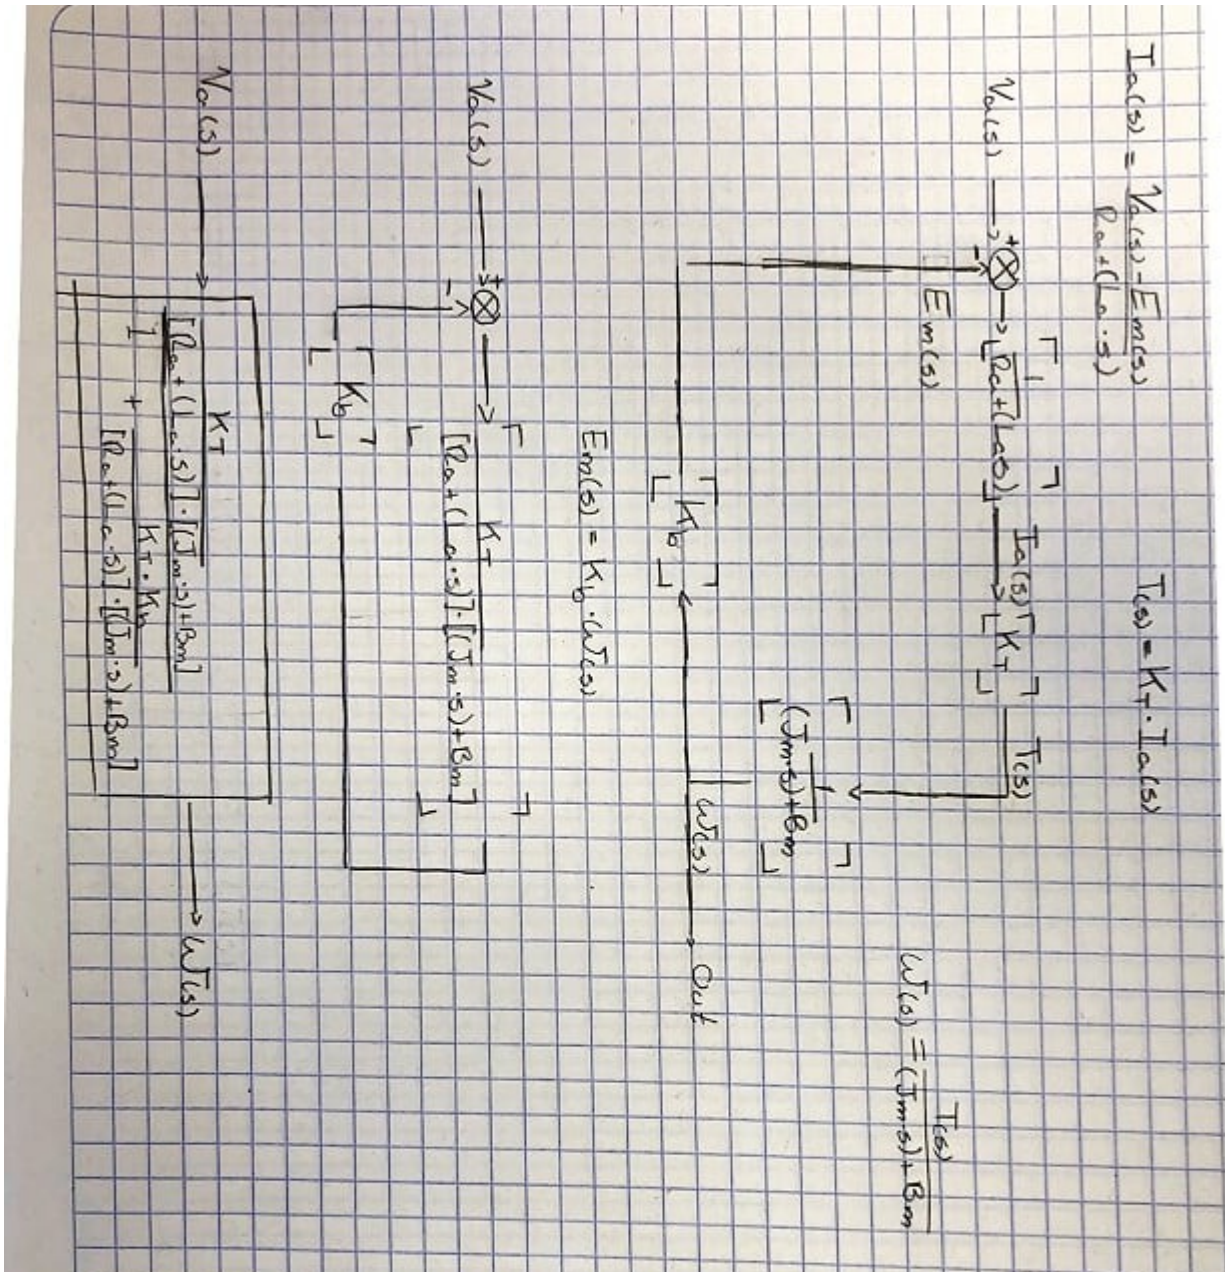 Ia(s) = Va(s) - Em(s) / Ra + (La · s)
T(s) = KT · Ia(s)
W(s) = T(s) / (Jm·s) + Bm
Va(s)
+
-
1 / Ra + (La s)
Ia(s)
KT
T(s)
Em(s)
1 / (Jm·s) + Bm
Kb
W(s)
Out
Em(s) = Kb · W(s)
Va(s)
+
-
KT / [Ra + (La · s)] · [(Jm · s) + Bm]
Kb
Va(s)
KT / [Ra + (La · s)] · [(Jm · s) + Bm]
1 + KT · Kb / [Ra + (La · s)] · [(Jm · s) + Bm]
W(s)